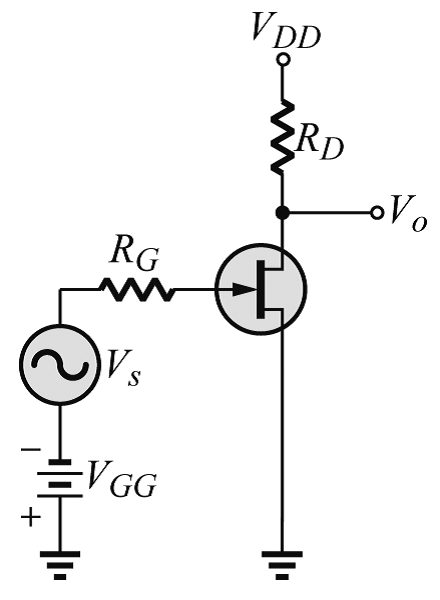 V_DD
R_D
V_o
R_G
V_s
−
V_GG
+